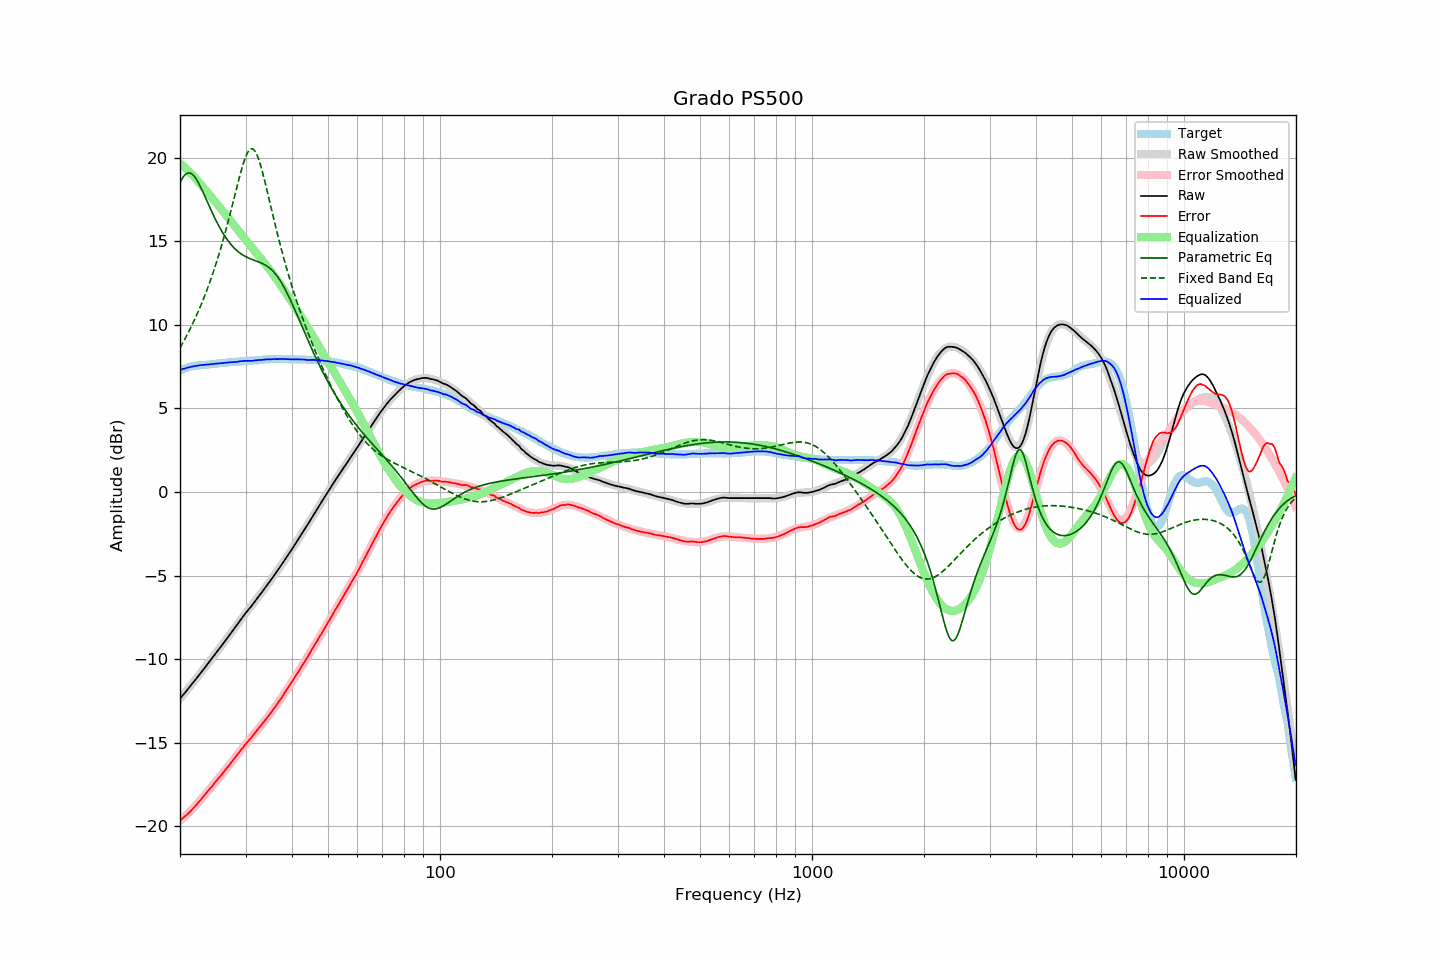 Grado PS500
Target
Raw Smoothed
Error Smoothed
Raw
Error
Equalization
Parametric Eq
Fixed Band Eq
Equalized
Amplitude (dBr)
20
15
10
5
0
−5
−10
−15
−20
100
1000
10000
Frequency (Hz)